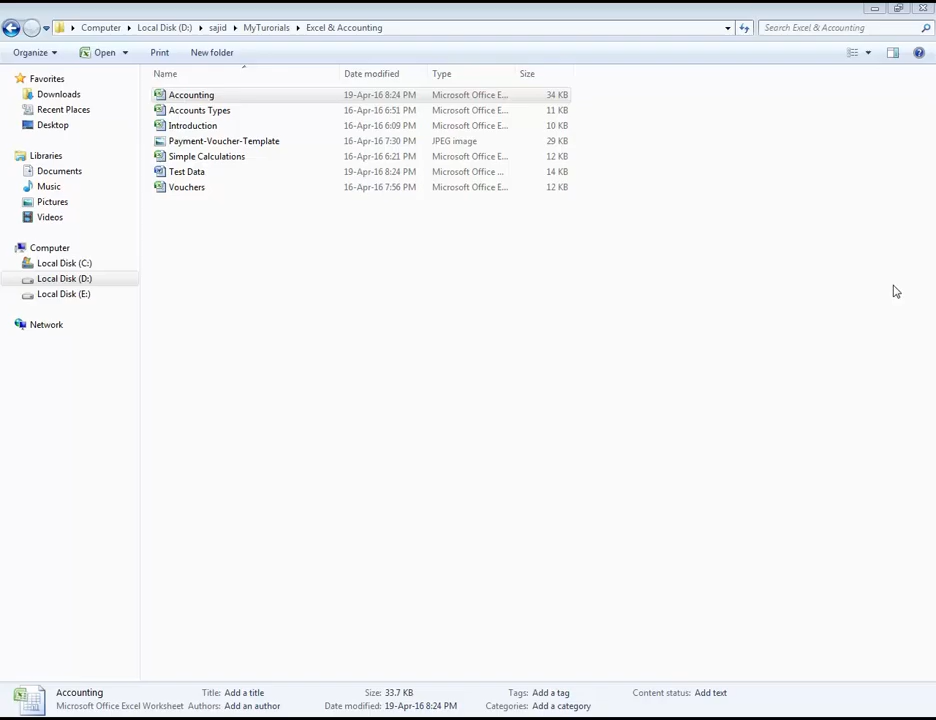 Computer Local Disk (D:) sajid MyTurorials Excel & Accounting Search Excel & Accounting
Organize Open Print New folder
Favorites
Downloads
Recent Places
Desktop
Libraries
Documents
Music
Pictures
Videos
Computer
Local Disk (C:)
Local Disk (D:)
Local Disk (E:)
Network
Name Date modified Type Size
Accounting 19-Apr-16 8:24 PM Microsoft Office E... 34 KB
Accounts Types 16-Apr-16 6:51 PM Microsoft Office E... 11 KB
Introduction 16-Apr-16 6:09 PM Microsoft Office E... 10 KB
Payment-Voucher-Template 16-Apr-16 7:30 PM JPEG image 29 KB
Simple Calculations 16-Apr-16 6:21 PM Microsoft Office E... 12 KB
Test Data 19-Apr-16 8:24 PM Microsoft Office ... 14 KB
Vouchers 16-Apr-16 7:56 PM Microsoft Office E... 12 KB
Accounting Title: Add a title Size: 33.7 KB Tags: Add a tag Content status: Add text
Microsoft Office Excel Worksheet Authors: Add an author Date modified: 19-Apr-16 8:24 PM Categories: Add a category